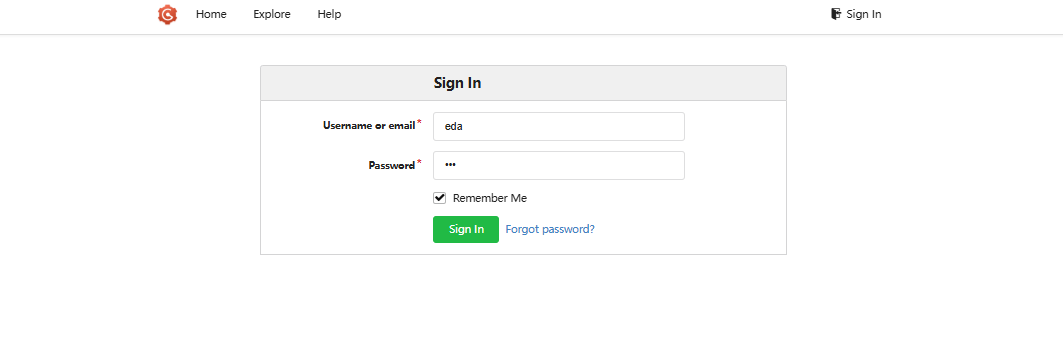 Home Explore Help Sign In
Sign In
Username or email* eda
Password* •••
Remember Me
Sign In Forgot password?